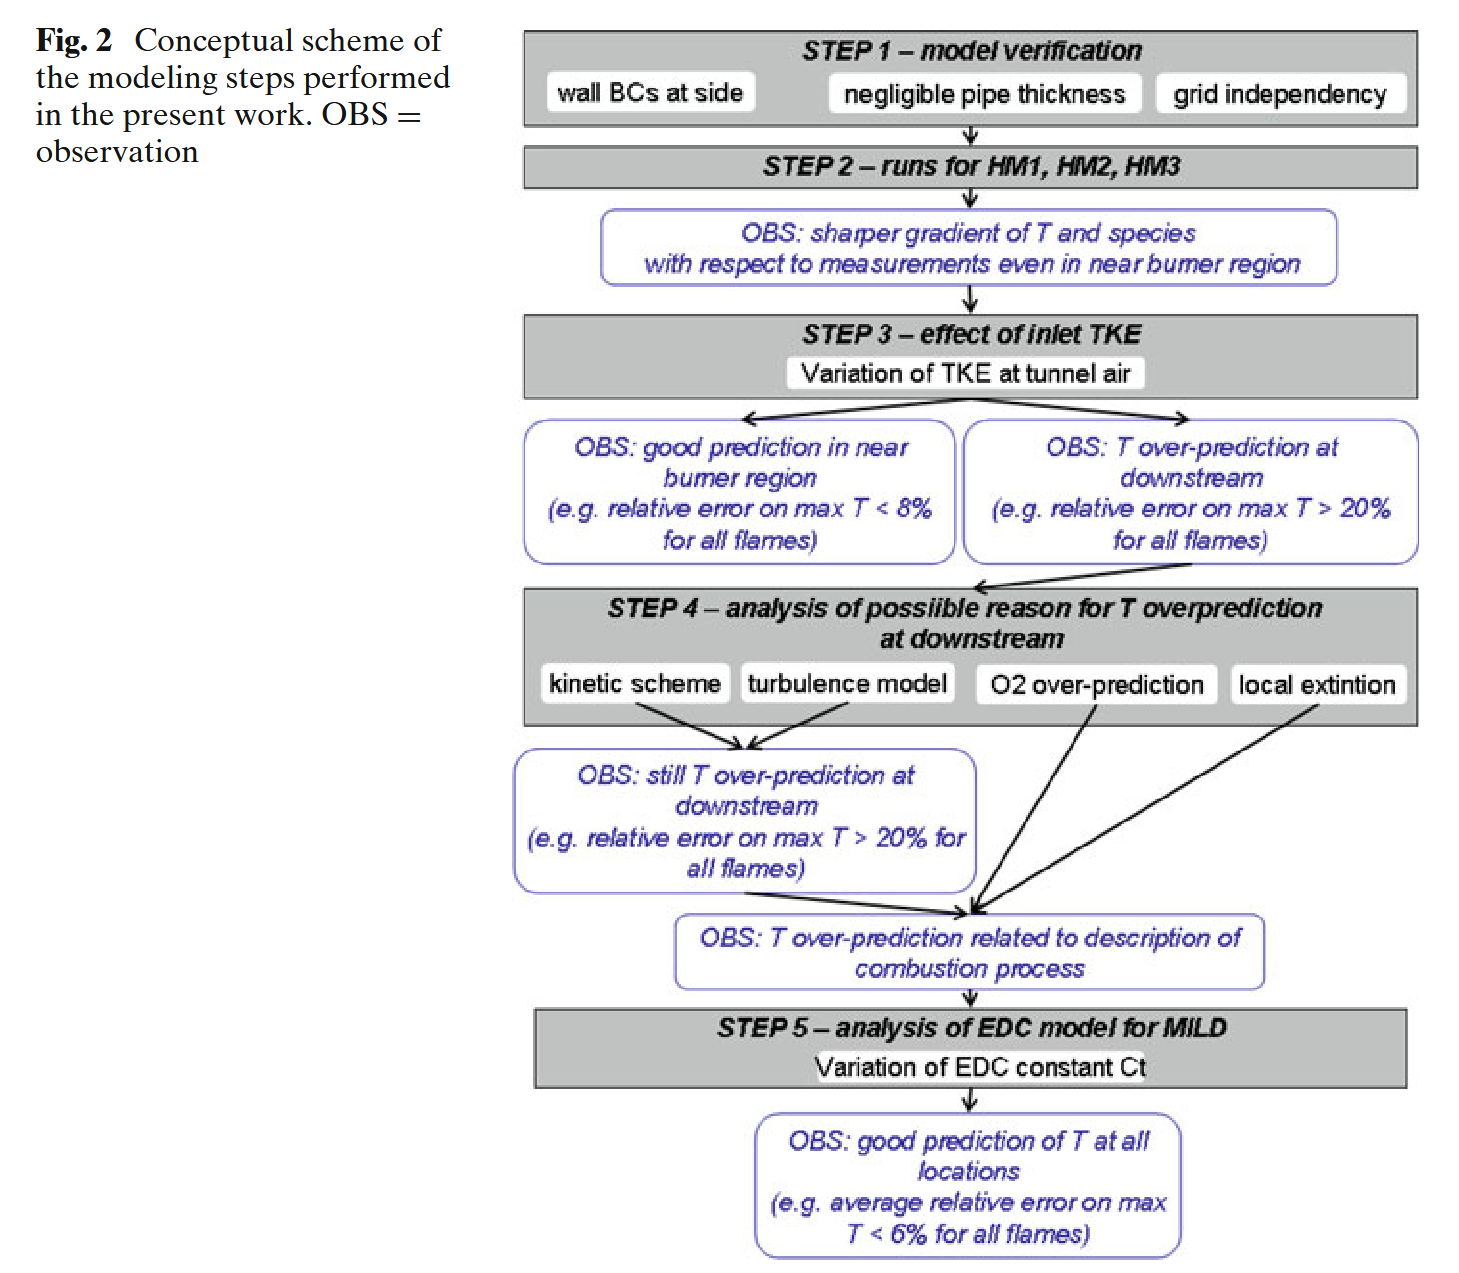 Fig. 2 Conceptual scheme of
the modeling steps performed
in the present work. OBS =
observation
STEP 1 – model verification
wall BCs at side
negligible pipe thickness
grid independency
STEP 2 – runs for HM1, HM2, HM3
OBS: sharper gradient of T and species
with respect to measurements even in near burner region
STEP 3 – effect of inlet TKE
Variation of TKE at tunnel air
OBS: good prediction in near
burner region
(e.g. relative error on max T < 8%
for all flames)
OBS: T over-prediction at
downstream
(e.g. relative error on max T > 20%
for all flames)
STEP 4 – analysis of possiible reason for T overprediction
at downstream
kinetic scheme
turbulence model
O2 over-prediction
local extintion
OBS: still T over-prediction at
downstream
(e.g. relative error on max T > 20% for
all flames)
OBS: T over-prediction related to description of
combustion process
STEP 5 – analysis of EDC model for MILD
Variation of EDC constant Ct
OBS: good prediction of T at all
locations
(e.g. average relative error on max
T < 6% for all flames)